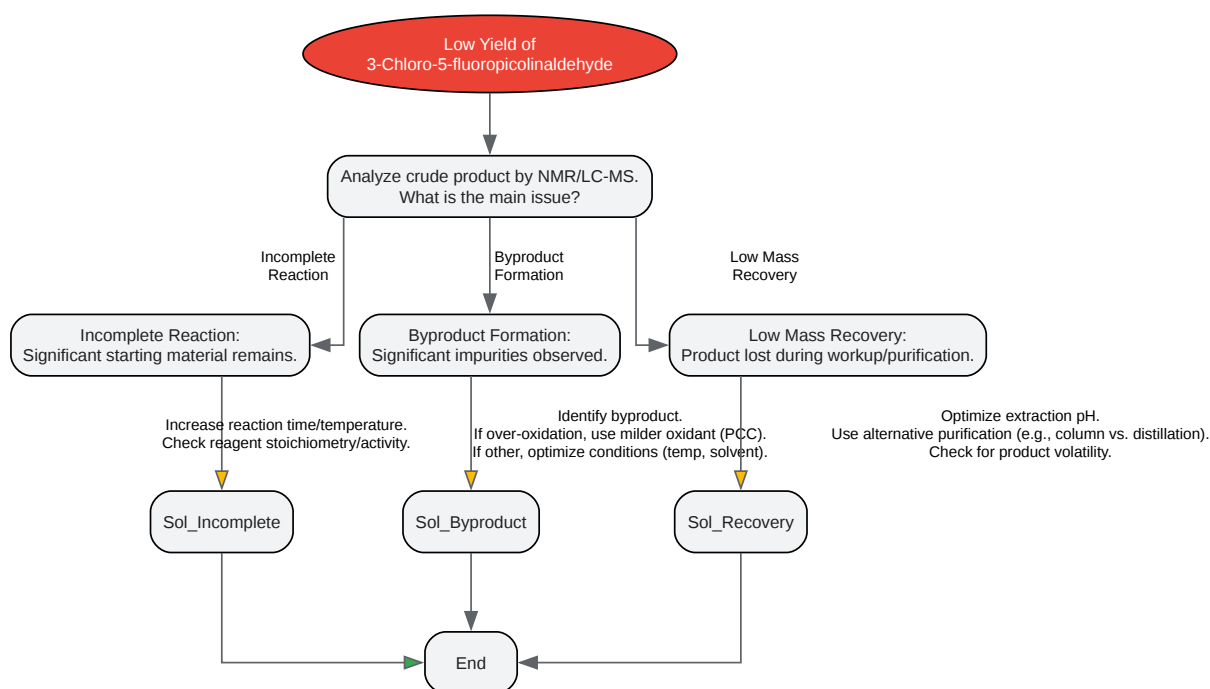 Low Yield of
3-Chloro-5-fluoropicolinaldehyde
Analyze crude product by NMR/LC-MS.
What is the main issue?
Incomplete
Reaction
Byproduct
Formation
Low Mass
Recovery
Incomplete Reaction:
Significant starting material remains.
Byproduct Formation:
Significant impurities observed.
Low Mass Recovery:
Product lost during workup/purification.
Increase reaction time/temperature.
Check reagent stoichiometry/activity.
Identify byproduct.
If over-oxidation, use milder oxidant (PCC).
If other, optimize conditions (temp, solvent).
Optimize extraction pH.
Use alternative purification (e.g., column vs. distillation).
Check for product volatility.
Sol_Incomplete
Sol_Byproduct
Sol_Recovery
End